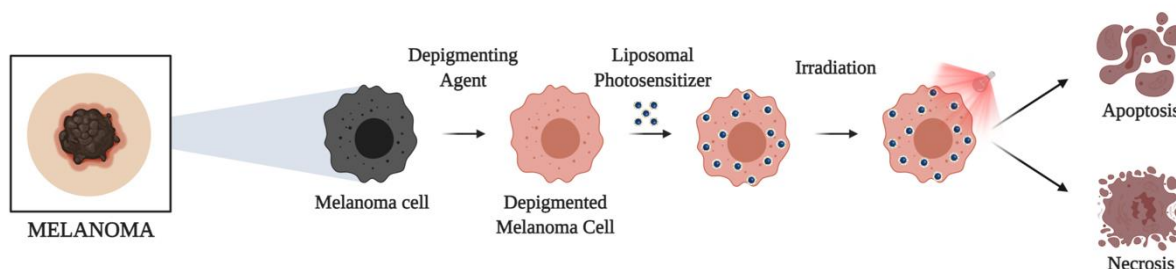 MELANOMA
Melanoma cell
Depigmenting
Agent
Depigmented
Melanoma Cell
Liposomal
Photosensitizer
Irradiation
Apoptosis
Necrosis